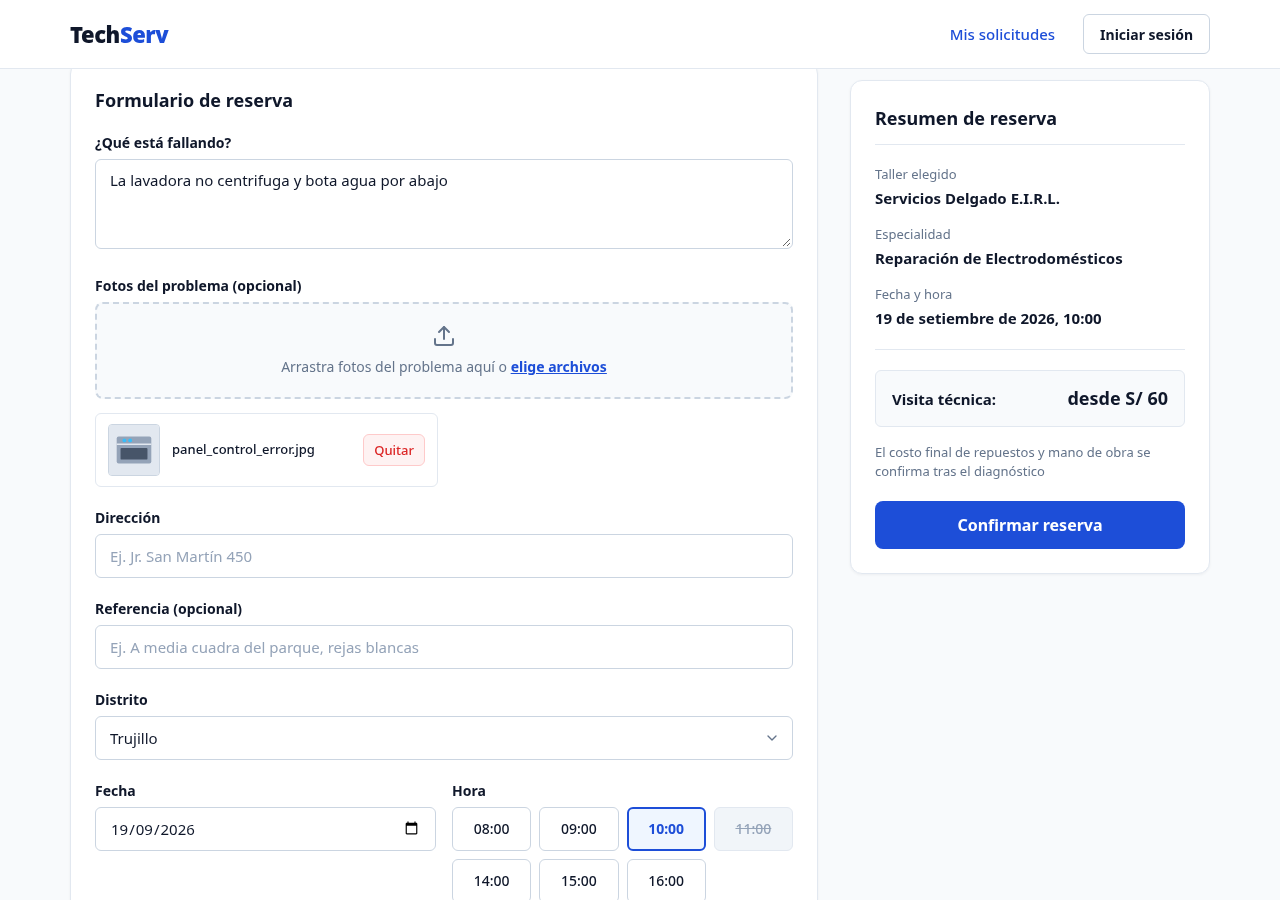 TechServ
Mis solicitudes
Iniciar sesión
Formulario de reserva
¿Qué está fallando?
La lavadora no centrifuga y bota agua por abajo
Fotos del problema (opcional)
Arrastra fotos del problema aquí o elige archivos
panel_control_error.jpg
Quitar
Dirección
Ej. Jr. San Martín 450
Referencia (opcional)
Ej. A media cuadra del parque, rejas blancas
Distrito
Trujillo
Fecha
19/09/2026
Hora
08:00
09:00
10:00
11:00
14:00
15:00
16:00
Resumen de reserva
Taller elegido
Servicios Delgado E.I.R.L.
Especialidad
Reparación de Electrodomésticos
Fecha y hora
19 de setiembre de 2026, 10:00
Visita técnica:
desde S/ 60
El costo final de repuestos y mano de obra se
confirma tras el diagnóstico
Confirmar reserva